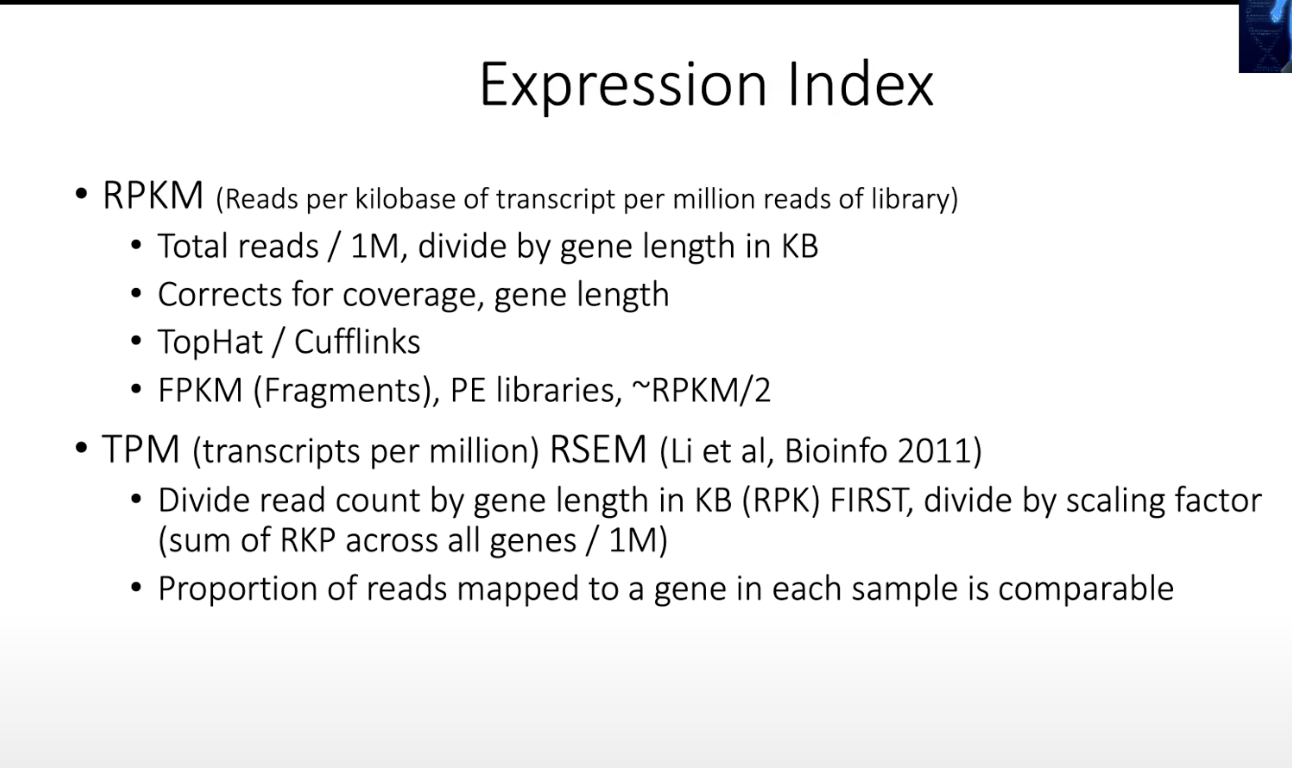 Expression Index
• RPKM (Reads per kilobase of transcript per million reads of library)
• Total reads / 1M, divide by gene length in KB
• Corrects for coverage, gene length
• TopHat / Cufflinks
• FPKM (Fragments), PE libraries, ~RPKM/2
• TPM (transcripts per million) RSEM (Li et al, Bioinfo 2011)
• Divide read count by gene length in KB (RPK) FIRST, divide by scaling factor
(sum of RKP across all genes / 1M)
• Proportion of reads mapped to a gene in each sample is comparable